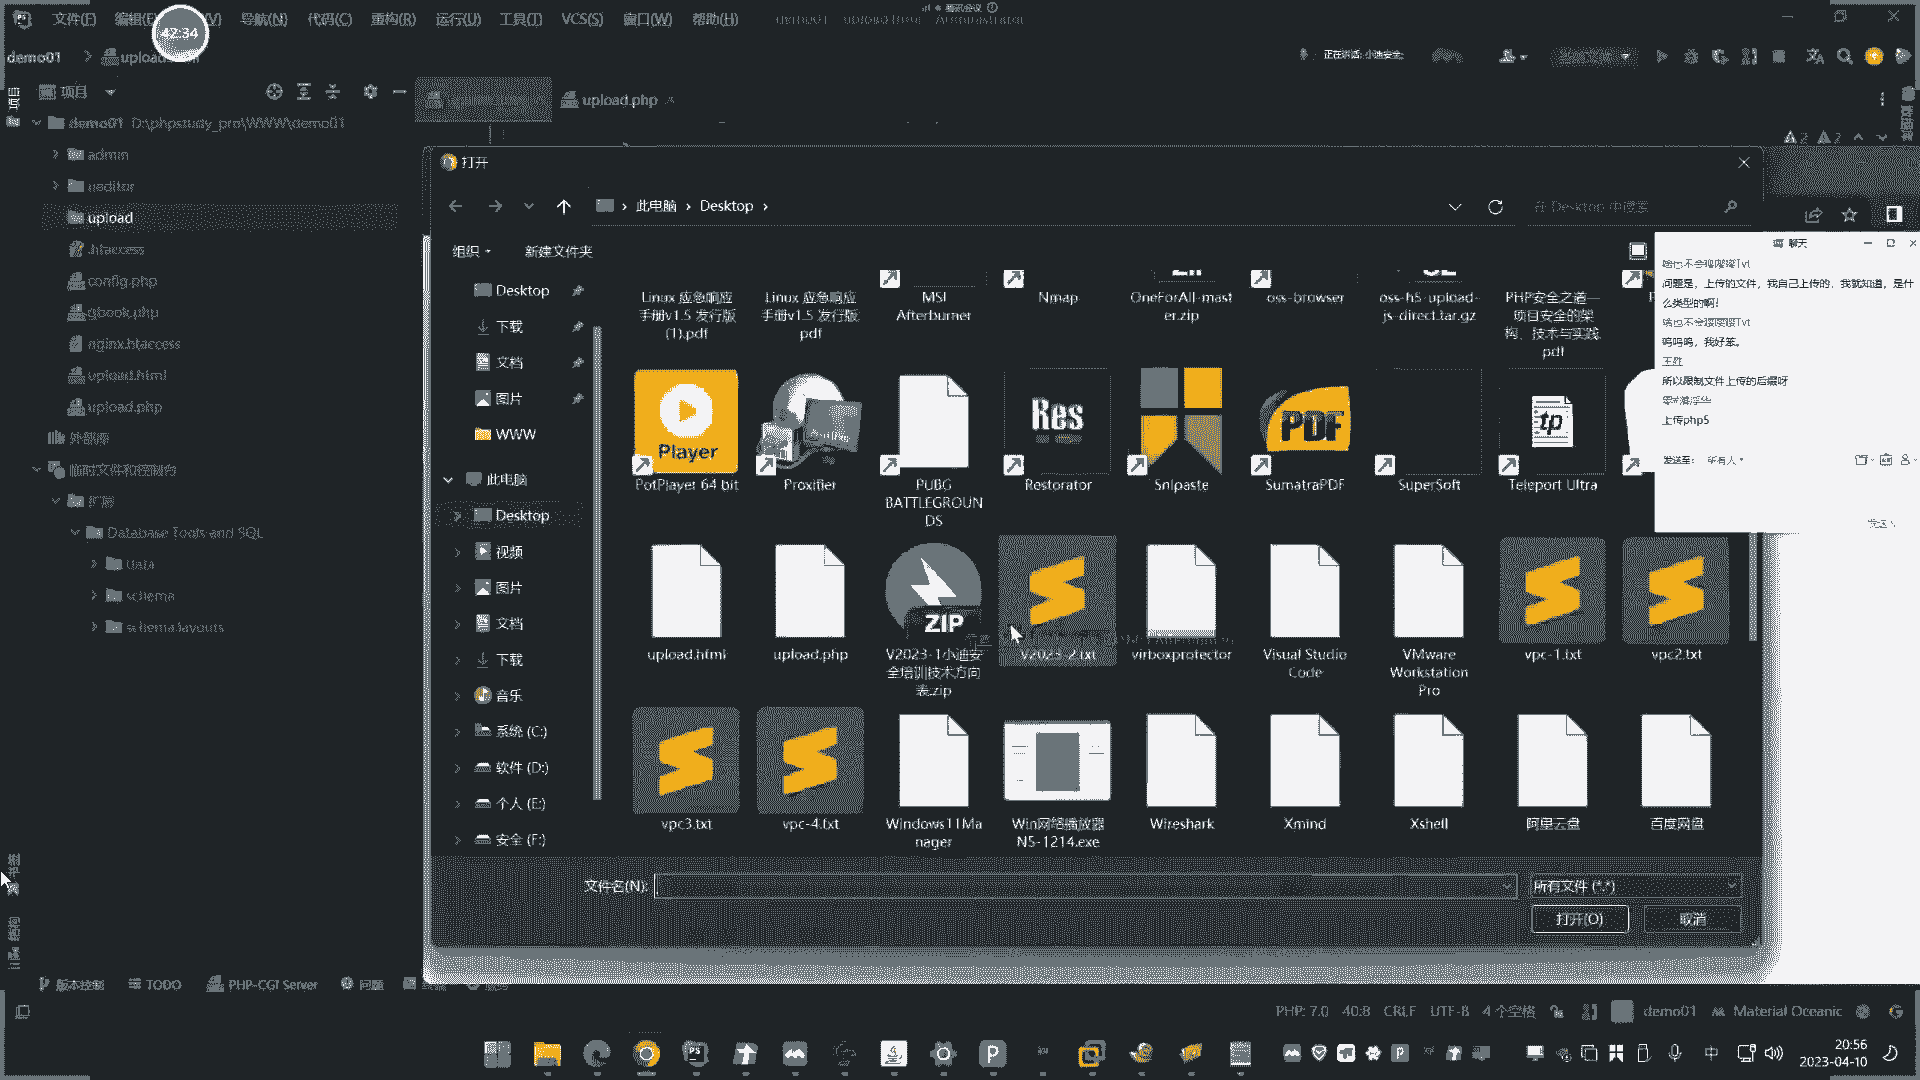 文件(F)
42:34
导航(N)
代码(C)
重构(R)
运行(U)
工具(T)
VCS(S)
窗口(W)
帮助(H)
demo01
正在讲话: 小迪安全;
项目
upload.php
demo01 D:\phpstudy_pro\WWW\demo01
admin
ueditor
upload
.htaccess
config.php
gbook.php
nginx.htaccess
upload.html
upload.php
外部库
临时文件和控制台
扩展
Database Tools and SQL
data
schema
schema.layouts
打开
此电脑
Desktop
在 Desktop 中搜索
组织
新建文件夹
Desktop
下载
文档
图片
WWW
此电脑
Desktop
视频
图片
文档
下载
音乐
系统 (C:)
软件 (D:)
个人 (E:)
安全 (F:)
Linux 应急响应手册v1.5 发行版 (1).pdf
Linux 应急响应手册v1.5 发行版.pdf
MSI Afterburner
Nmap
OneForAll-master.zip
oss-browser
oss-h5-upload-js-direct.tar.gz
PHP安全之道—项目安全的架构、技术与实践.pdf
PotPlayer 64 bit
Proxifier
PUBG BATTLEGROUNDS
Restorator
Snipaste
SumatraPDF
SuperSoft
Teleport Ultra
upload.html
upload.php
V2023-1小迪安全培训技术方向表.zip
V2023-2.txt
virboxprotector
Visual Studio Code
VMware Workstation Pro
vpc-1.txt
vpc2.txt
vpc3.txt
vpc-4.txt
Windows11Manager
Win网络播放器N5-1214.exe
Wireshark
Xmind
Xshell
阿里云盘
百度网盘
文件名(N):
所有文件 (*.*)
打开(O)
取消
聊天
问题是，上传的文件，我自己上传的，我就知道，是什
么类型的啊！
呜呜呜，我好笨。
所以限制文件上传的后缀呀
上传php5
发送至：
所有人
版本控制
TODO
PHP-CGI Server
问题
PHP: 7.0
40:8
CRLF
UTF-8
4 个空格
demo01
Material Oceanic
中
20:56
2023-04-10